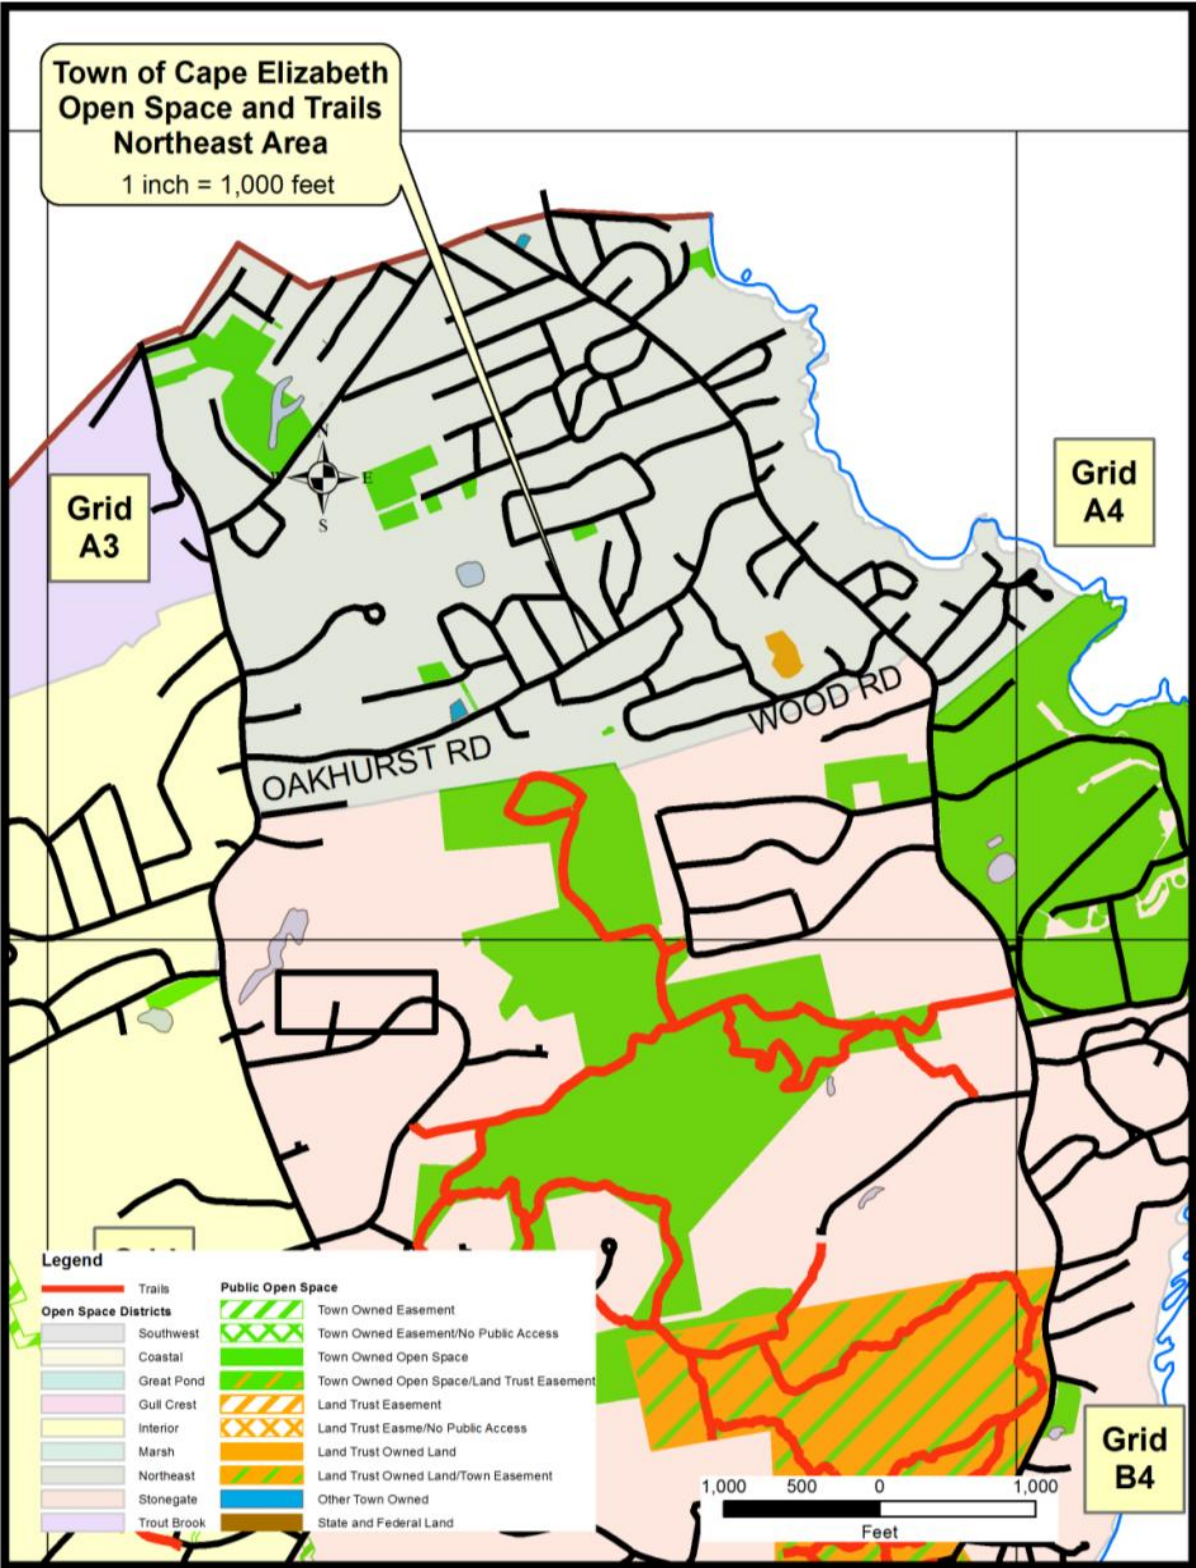 Town of Cape Elizabeth
Open Space and Trails
Northeast Area
1 inch = 1,000 feet
Grid
A3
N
E
S
Grid
A4
WOOD RD
OAKHURST RD
Legend
Trails
Open Space Districts
Southwest
Coastal
Great Pond
Gull Crest
Interior
Marsh
Northeast
Stonegate
Trout Brook
Public Open Space
Town Owned Easement
Town Owned Easement/No Public Access
Town Owned Open Space
Town Owned Open Space/Land Trust Easement
Land Trust Easement
Land Trust Easme/No Public Access
Land Trust Owned Land
Land Trust Owned Land/Town Easement
Other Town Owned
State and Federal Land
Grid
B4
1,000 500 0 1,000
Feet